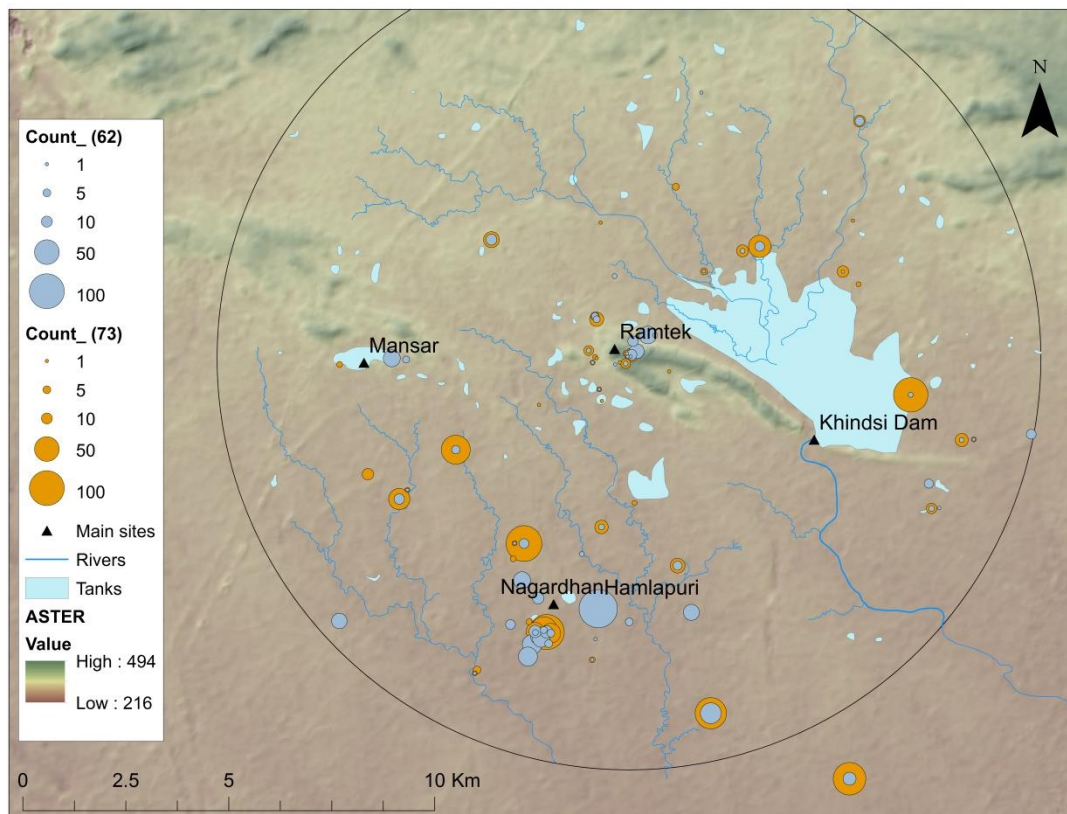 N
Count_ (62)
1
5
10
50
100
Count_ (73)
1
5
10
50
100
Main sites
Rivers
Tanks
ASTER
Value
High : 494
Low : 216
Ramtek
Mansar
Khindsi Dam
NagardhanHamlapuri
0 2.5 5 10 Km